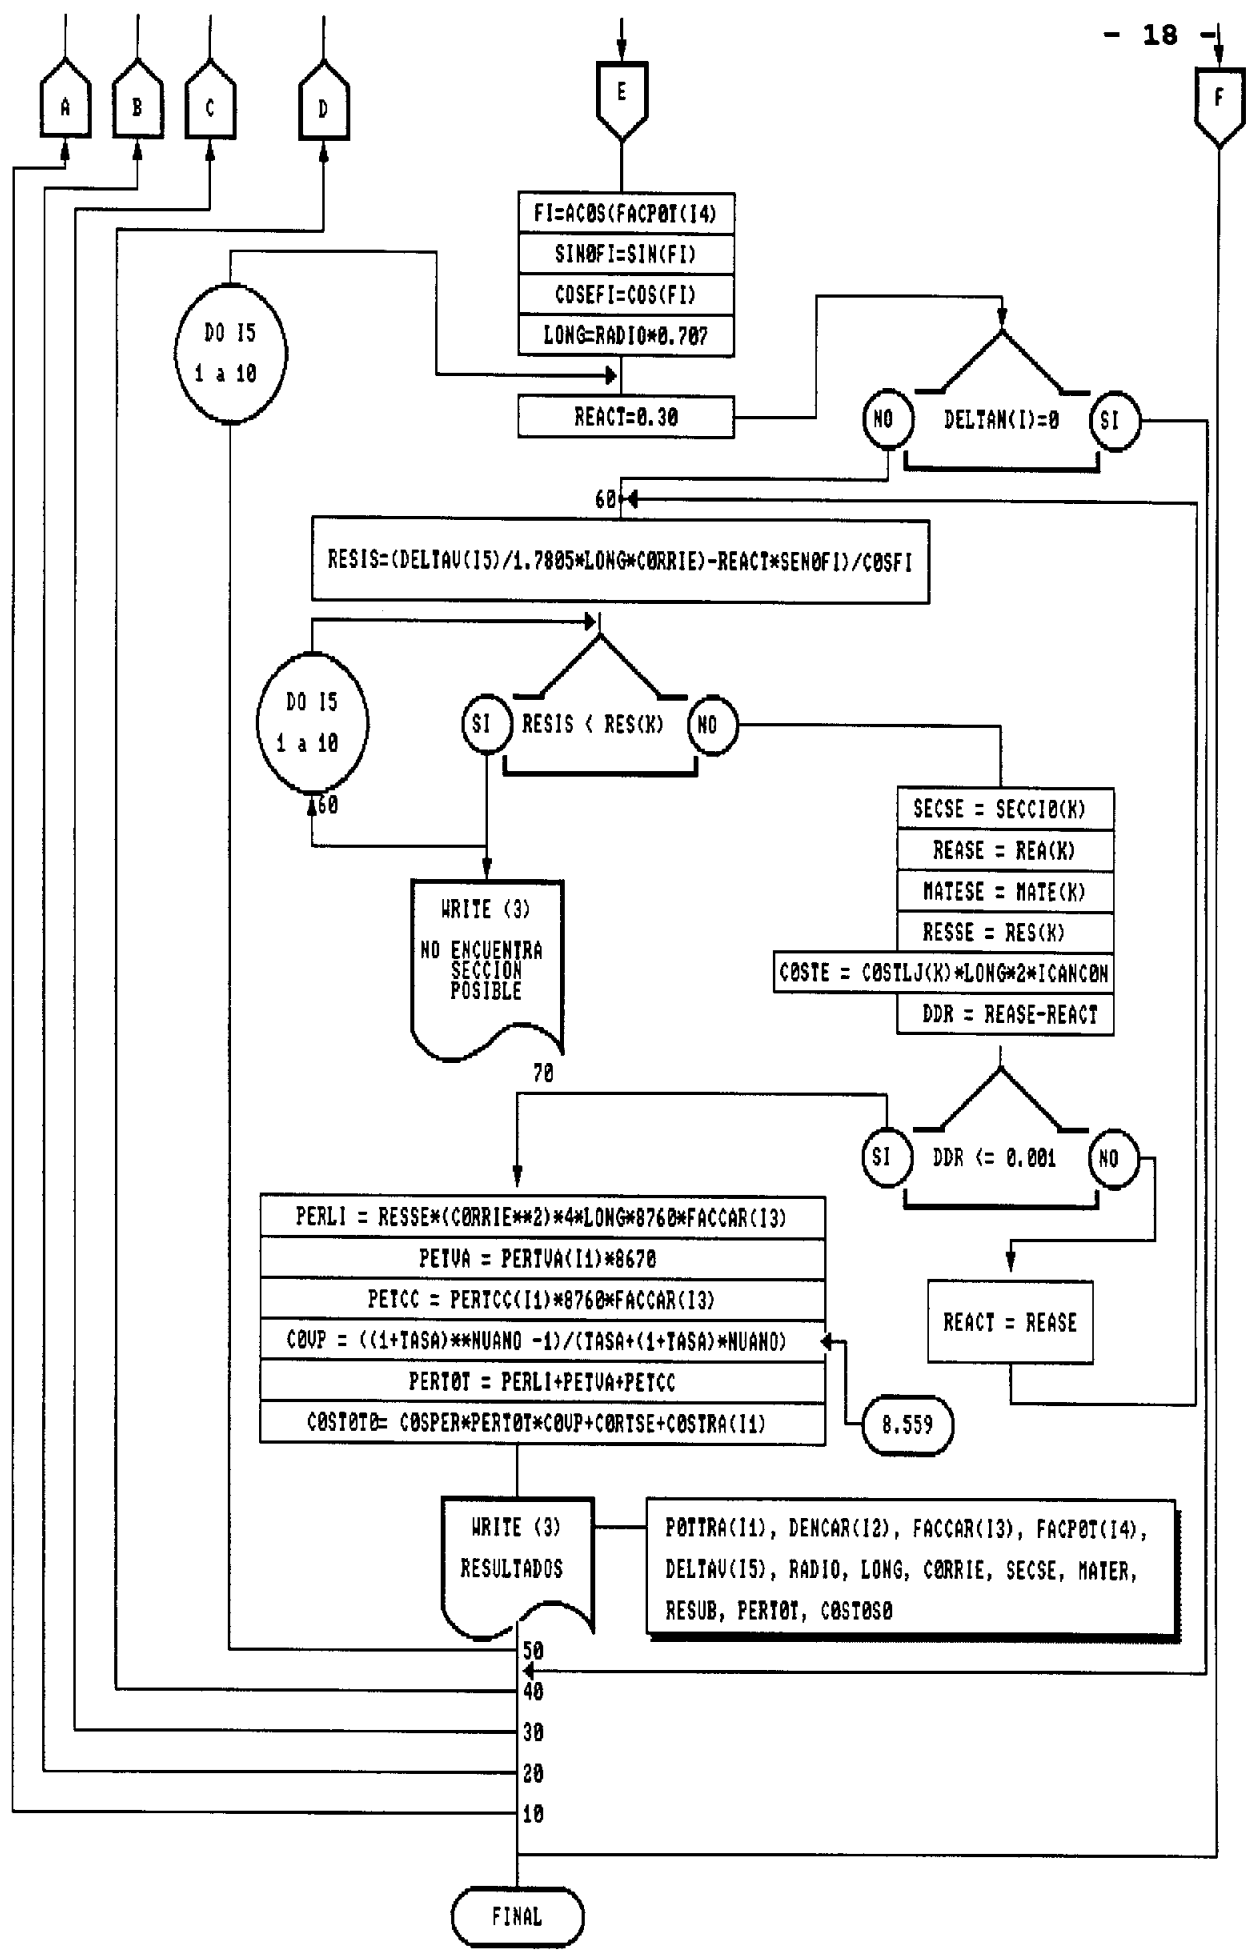 - 18 -
A
B
C
D
E
F
FI=ACOS(FACPOT(I4)
SINOFI=SIN(FI)
COSEFI=COS(FI)
LONG=RADIO*0.707
REACT=0.30
DO I5
1 a 10
NO
DELTAN(I)=0
SI
60
RESIS=(DELTAV(I5)/1.7805*LONG*CORRIE)-REACT*SENOFI)/COSFI
DO I5
1 a 10
60
SI
RESIS < RES(K)
NO
WRITE (3)
NO ENCUENTRA
SECCION
POSIBLE
SECSE = SECCIO(K)
REASE = REA(K)
MATESE = MATE(K)
RESSE = RES(K)
COSTE = COSTLJ(K)*LONG*2*ICANCON
DDR = REASE-REACT
70
SI
DDR <= 0.001
NO
REACT = REASE
PERLI = RESSE*(CORRIE**2)*4*LONG*8760*FACCAR(I3)
PETVA = PERTVA(I1)*8670
PETCC = PERTCC(I1)*8760*FACCAR(I3)
COVP = ((1+TASA)**NUANO -1)/(TASA+(1+TASA)*NUANO)
PERTOT = PERLI+PETVA+PETCC
COSTOTO= COSPER*PERTOT*COVP+CORTSE+COSTRA(I1)
8.559
WRITE (3)
RESULTADOS
POTTRA(I1), DENCAR(I2), FACCAR(I3), FACPOT(I4),
DELTAV(I5), RADIO, LONG, CORRIE, SECSE, MATER,
RESUB, PERTOT, COSTOSO
50
40
30
20
10
FINAL